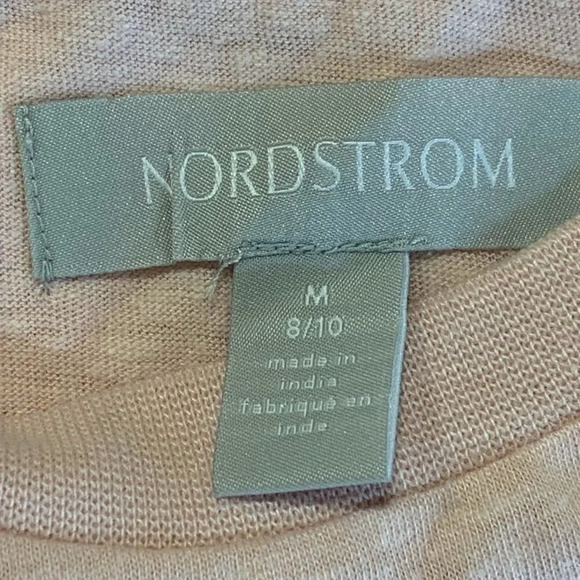 NORDSTROM
M
8/10
made in
india
fabriqué en
inde